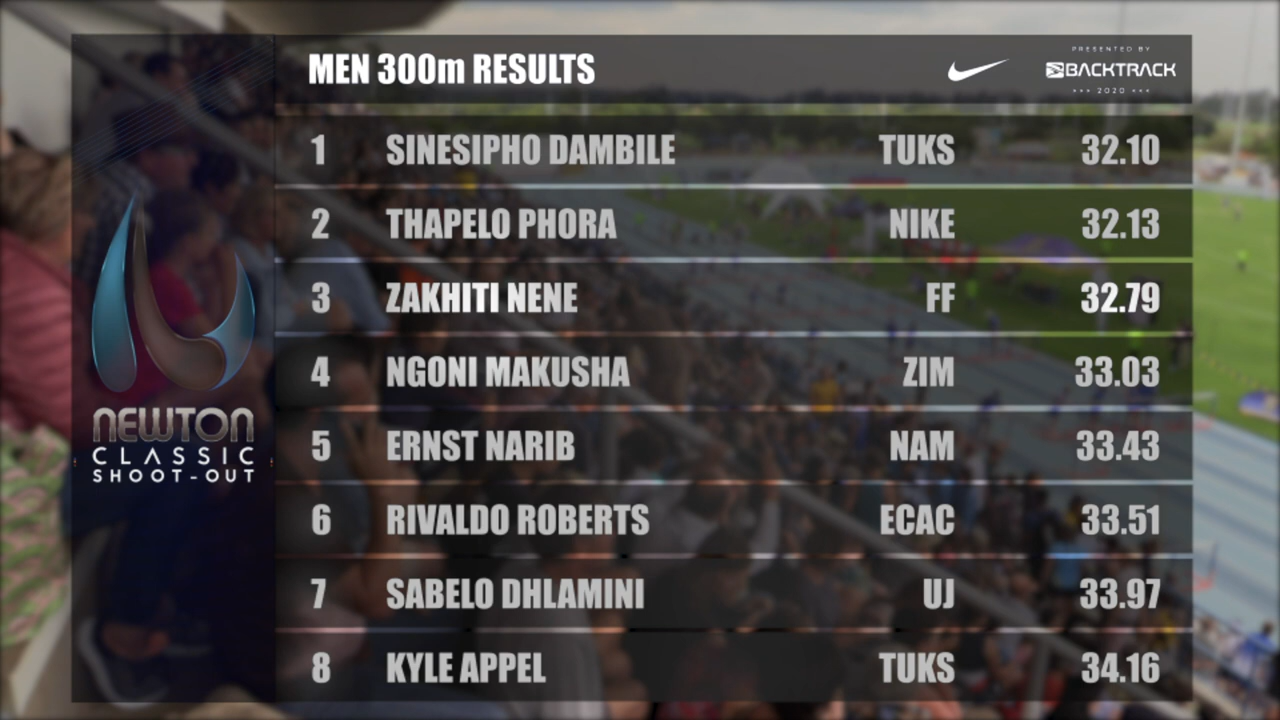 MEN 300m RESULTS
PRESENTED BY
BACKTRACK
2020
1 SINESIPHO DAMBILE TUKS 32.10
2 THAPELO PHORA NIKE 32.13
3 ZAKHITI NENE FF 32.79
4 NGONI MAKUSHA ZIM 33.03
5 ERNST NARIB NAM 33.43
6 RIVALDO ROBERTS ECAC 33.51
7 SABELO DHLAMINI UJ 33.97
8 KYLE APPEL TUKS 34.16
NEWTON
CLASSIC
SHOOT-OUT